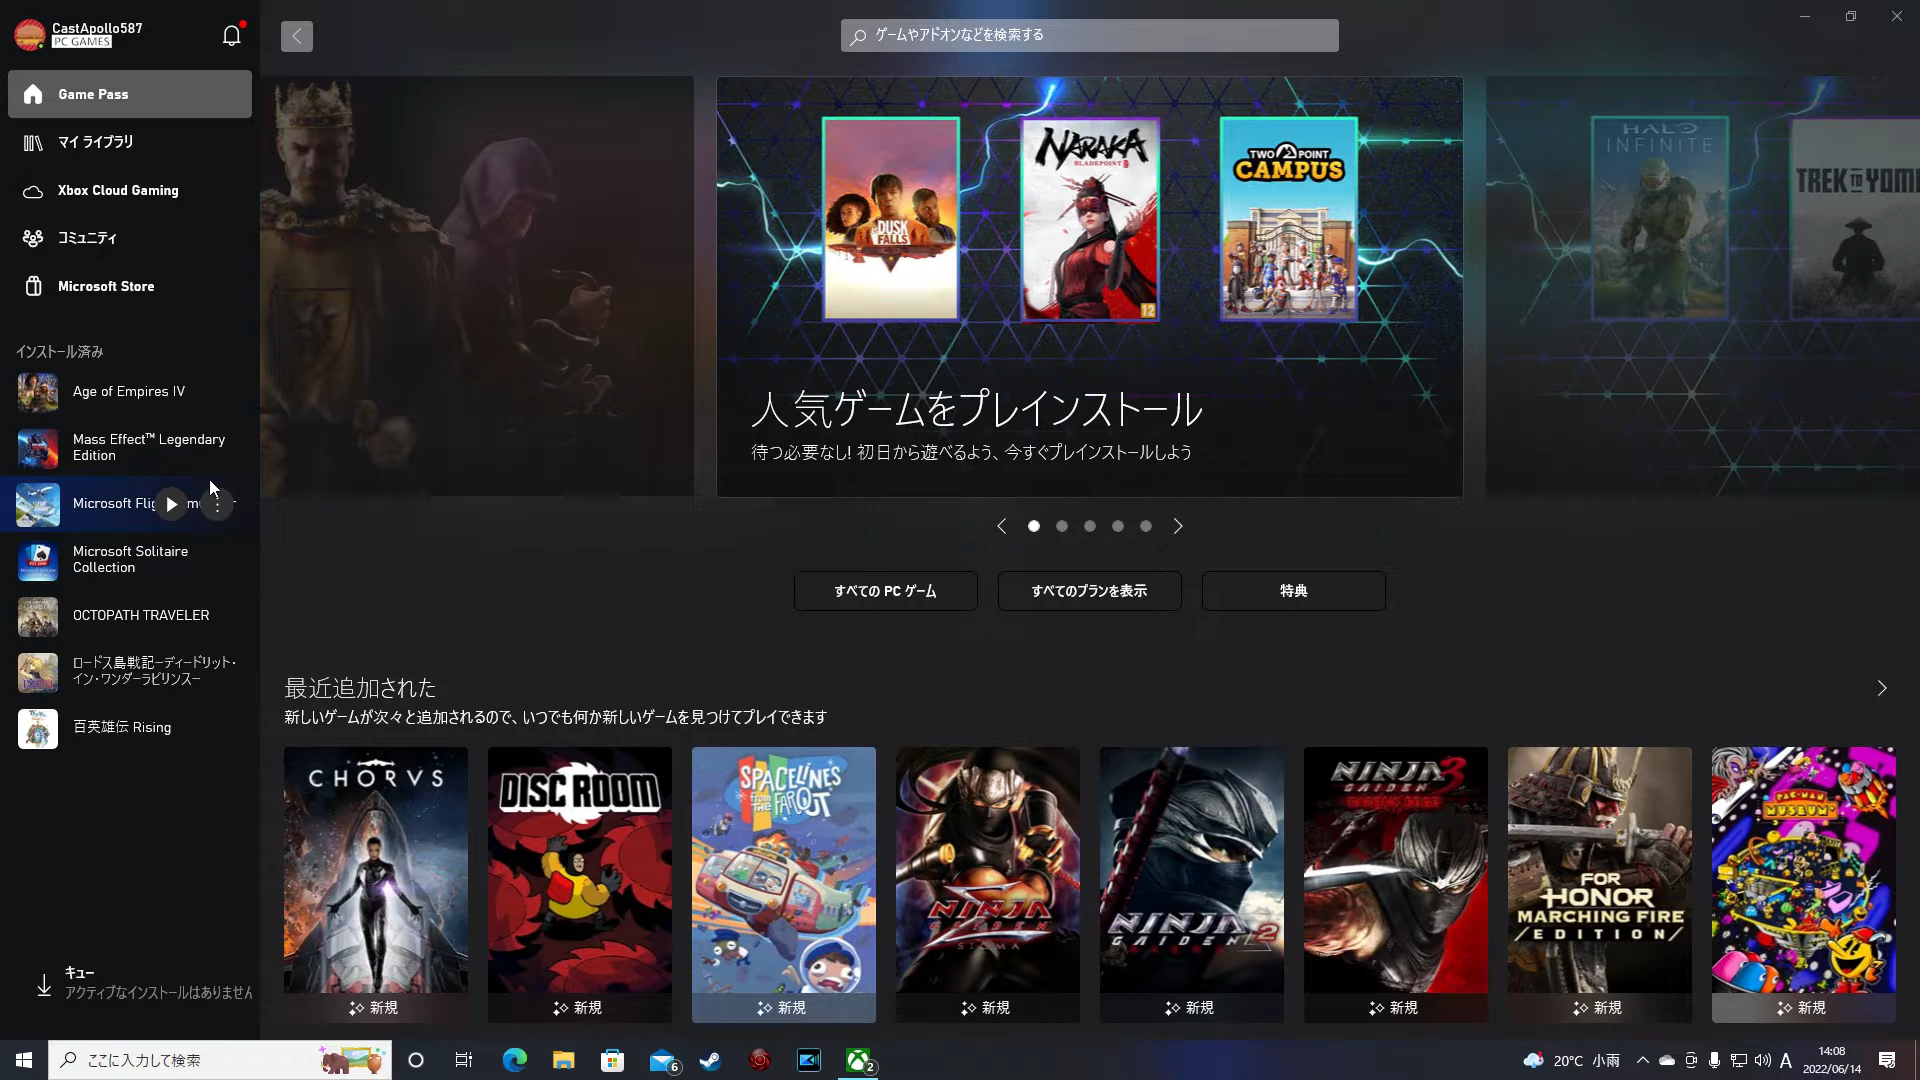 CastApollo587
PC GAMES
ゲームやアドオンなどを検索する
Game Pass
マイ ライブラリ
Xbox Cloud Gaming
コミュニティ
Microsoft Store
インストール済み
Age of Empires IV
Mass Effect™ Legendary
Edition
Microsoft Flig
Microsoft Solitaire
Collection
OCTOPATH TRAVELER
ロードス島戦記ーディードリット・
イン・ワンダーラビリンスー
百英雄伝 Rising
キュー
アクティブなインストールはありません
DUSK
FALLS
NARAKA
BLADEPOINT
12
TWO POINT
CAMPUS
HALO
INFINITE
TREK TO YOMI
人気ゲームをプレインストール
待つ必要なし! 初日から遊べるよう、今すぐプレインストールしよう
すべての PC ゲーム
すべてのプランを表示
特典
最近追加された
新しいゲームが次々と追加されるので、いつでも何か新しいゲームを見つけてプレイできます
CHORVS
新規
DISC ROOM
新規
SPACELINES
from the
FAR OUT
新規
NINJA
GAIDEN
SIGMA
新規
NINJA
GAIDEN 2
新規
NINJA
GAIDEN 3
新規
FOR
HONOR
MARCHING FIRE
/EDITION/
新規
PAC-MAN
MUSEUM
新規
ここに入力して検索
6
2
20°C 小雨
A
14:08
2022/06/14